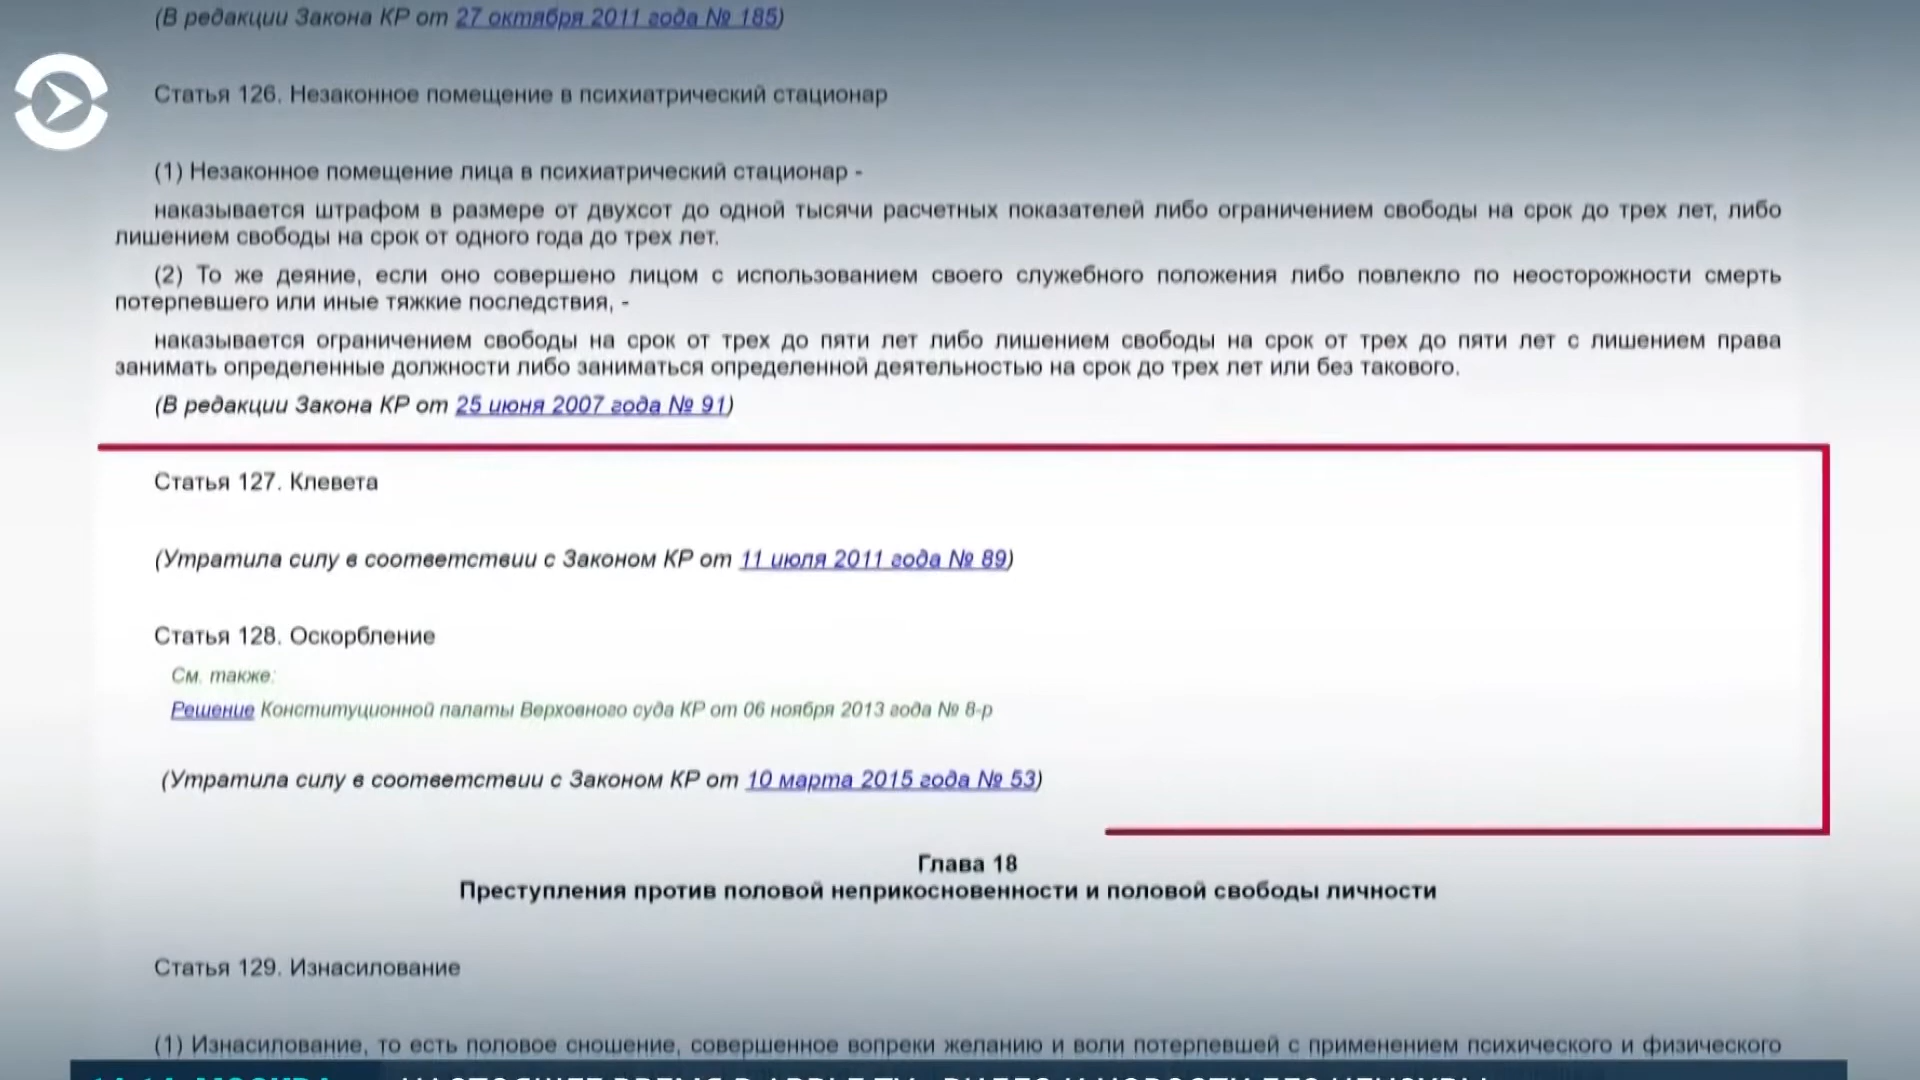 (В редакции Закона КР от 27 октября 2011 года № 185)
Статья 126. Незаконное помещение в психиатрический стационар
(1) Незаконное помещение лица в психиатрический стационар -
наказывается штрафом в размере от двухсот до одной тысячи расчетных показателей либо ограничением свободы на срок до трех лет, либо
лишением свободы на срок от одного года до трех лет.
(2) То же деяние, если оно совершено лицом с использованием своего служебного положения либо повлекло по неосторожности смерть
потерпевшего или иные тяжкие последствия, -
наказывается ограничением свободы на срок от трех до пяти лет либо лишением свободы на срок от трех до пяти лет с лишением права
занимать определенные должности либо заниматься определенной деятельностью на срок до трех лет или без такового.
(В редакции Закона КР от 25 июня 2007 года № 91)
Статья 127. Клевета
(Утратила силу в соответствии с Законом КР от 11 июля 2011 года № 89)
Статья 128. Оскорбление
См. также:
Решение Конституционной палаты Верховного суда КР от 06 ноября 2013 года № 8-р
(Утратила силу в соответствии с Законом КР от 10 марта 2015 года № 53)
Глава 18
Преступления против половой неприкосновенности и половой свободы личности
Статья 129. Изнасилование
(1) Изнасилование, то есть половое сношение, совершенное вопреки желанию и воли потерпевшей с применением психического и физического